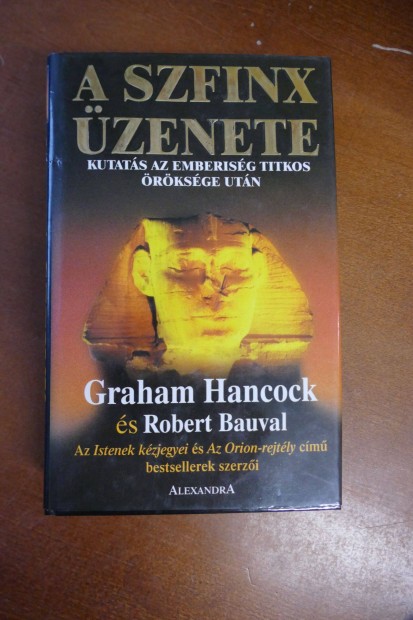 A SZFINX
ÜZENETE
KUTATÁS AZ EMBERISÉG TITKOS
ÖRÖKSÉGE UTÁN
Graham Hancock
és Robert Bauval
Az Istenek kézjegyei és Az Orion-rejtély című
bestsellerek szerzői
ALEXANDRA